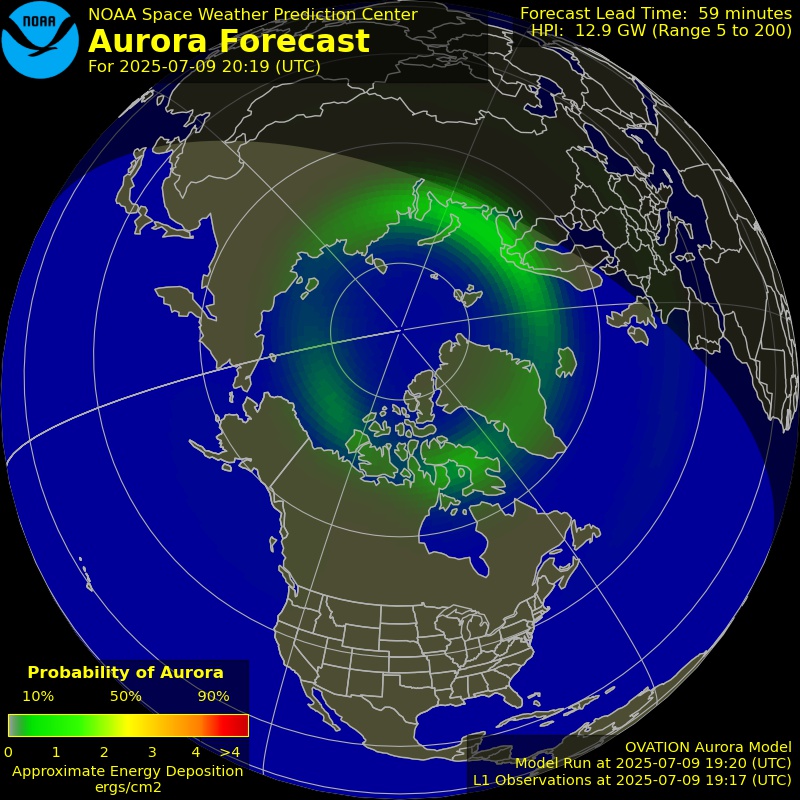 NOAA
NOAA Space Weather Prediction Center
Aurora Forecast
For 2025-07-09 20:19 (UTC)
Forecast Lead Time: 59 minutes
HPI: 12.9 GW (Range 5 to 200)
Probability of Aurora
10% 50% 90%
0 1 2 3 4 >4
Approximate Energy Deposition
ergs/cm2
OVATION Aurora Model
Model Run at 2025-07-09 19:20 (UTC)
L1 Observations at 2025-07-09 19:17 (UTC)